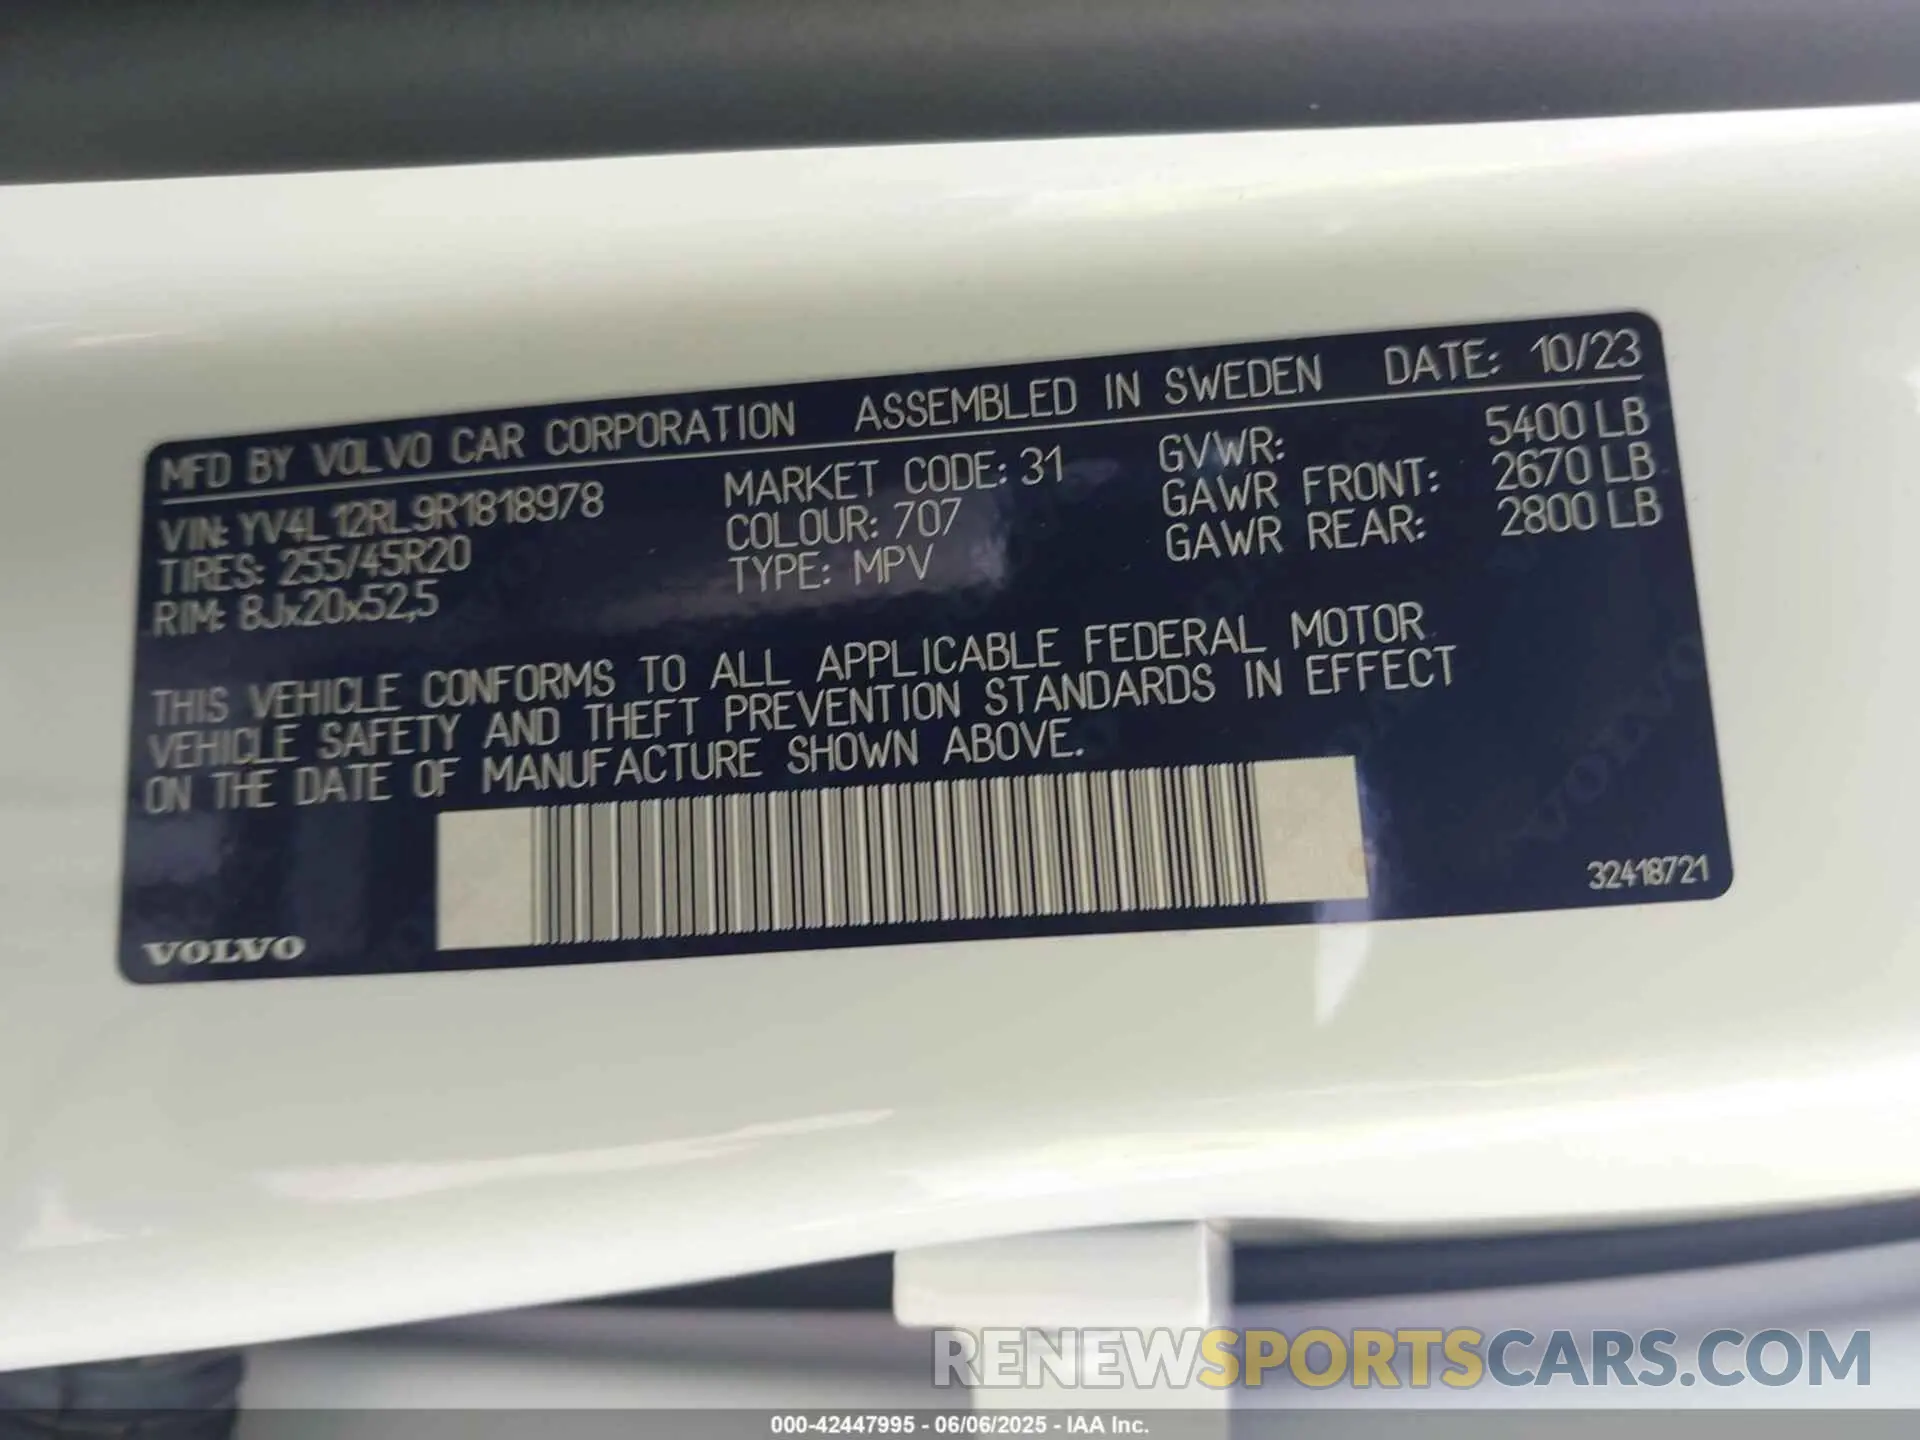 MFD BY VOLVO CAR CORPORATION ASSEMBLED IN SWEDEN DATE: 10/23
VIN: YV4L12RL9R1818978 MARKET CODE: 31 GVWR: 5400 LB
TIRES: 255/45R20 COLOUR: 707 GAWR FRONT: 2670 LB
RIM: 8Jx20x52,5 TYPE: MPV GAWR REAR: 2800 LB
THIS VEHICLE CONFORMS TO ALL APPLICABLE FEDERAL MOTOR
VEHICLE SAFETY AND THEFT PREVENTION STANDARDS IN EFFECT
ON THE DATE OF MANUFACTURE SHOWN ABOVE.
32418721
VOLVO
RENEWSPORTSCARS.COM
000-42447995 - 06/06/2025 - IAA Inc.